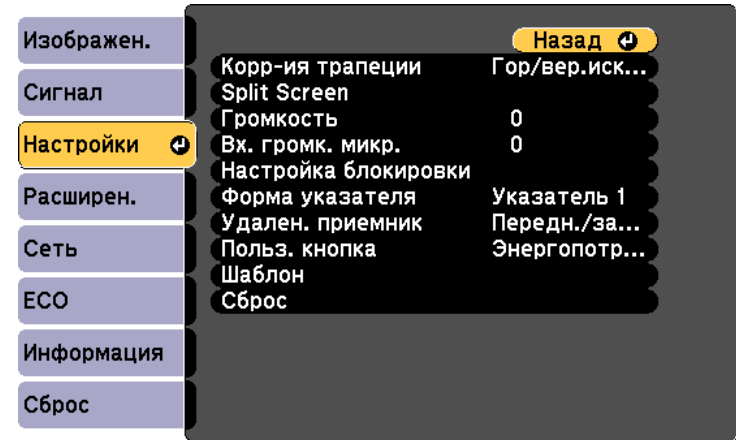 Изображен.
Сигнал
Настройки
Расширен.
Сеть
ECO
Информация
Сброс
Назад
Корр-ия трапеции Гор/вер.иск...
Split Screen
Громкость 0
Вх. громк. микр. 0
Настройка блокировки
Форма указателя Указатель 1
Удален. приемник Передн./за...
Польз. кнопка Энергопотр...
Шаблон
Сброс